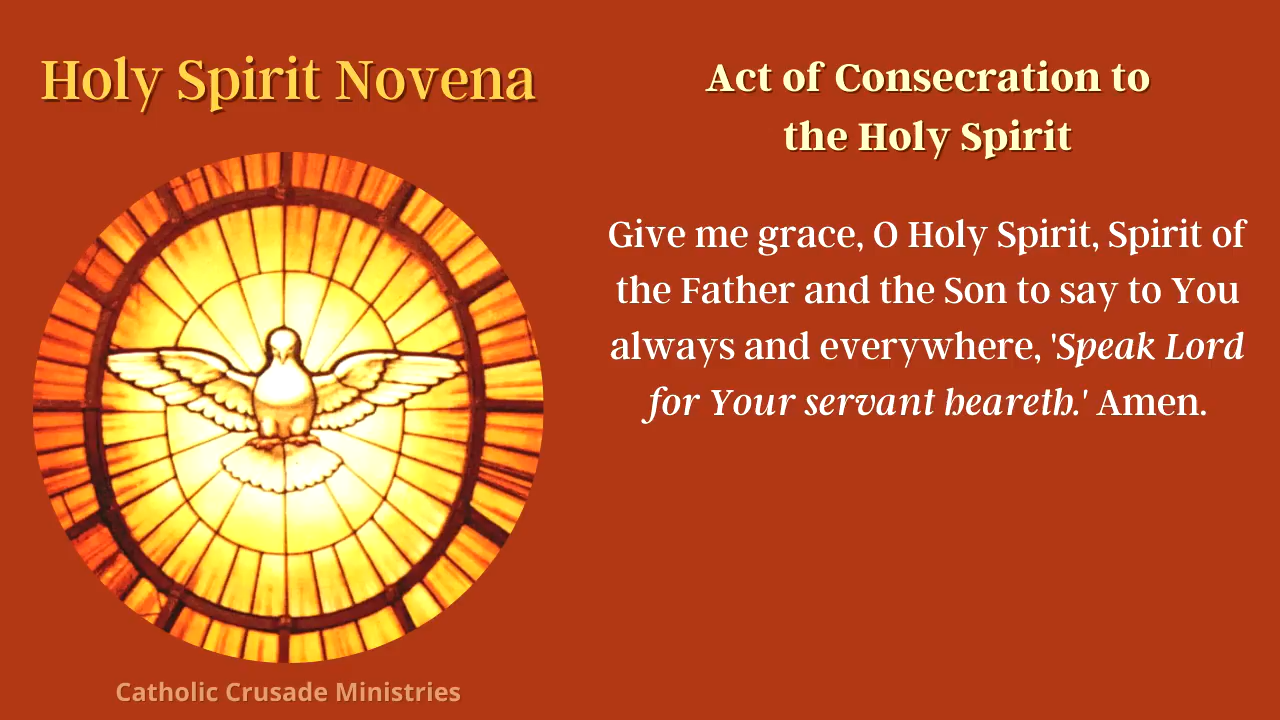 Holy Spirit Novena
Act of Consecration to
the Holy Spirit
Give me grace, O Holy Spirit, Spirit of
the Father and the Son to say to You
always and everywhere, 'Speak Lord
for Your servant heareth.' Amen.
Catholic Crusade Ministries